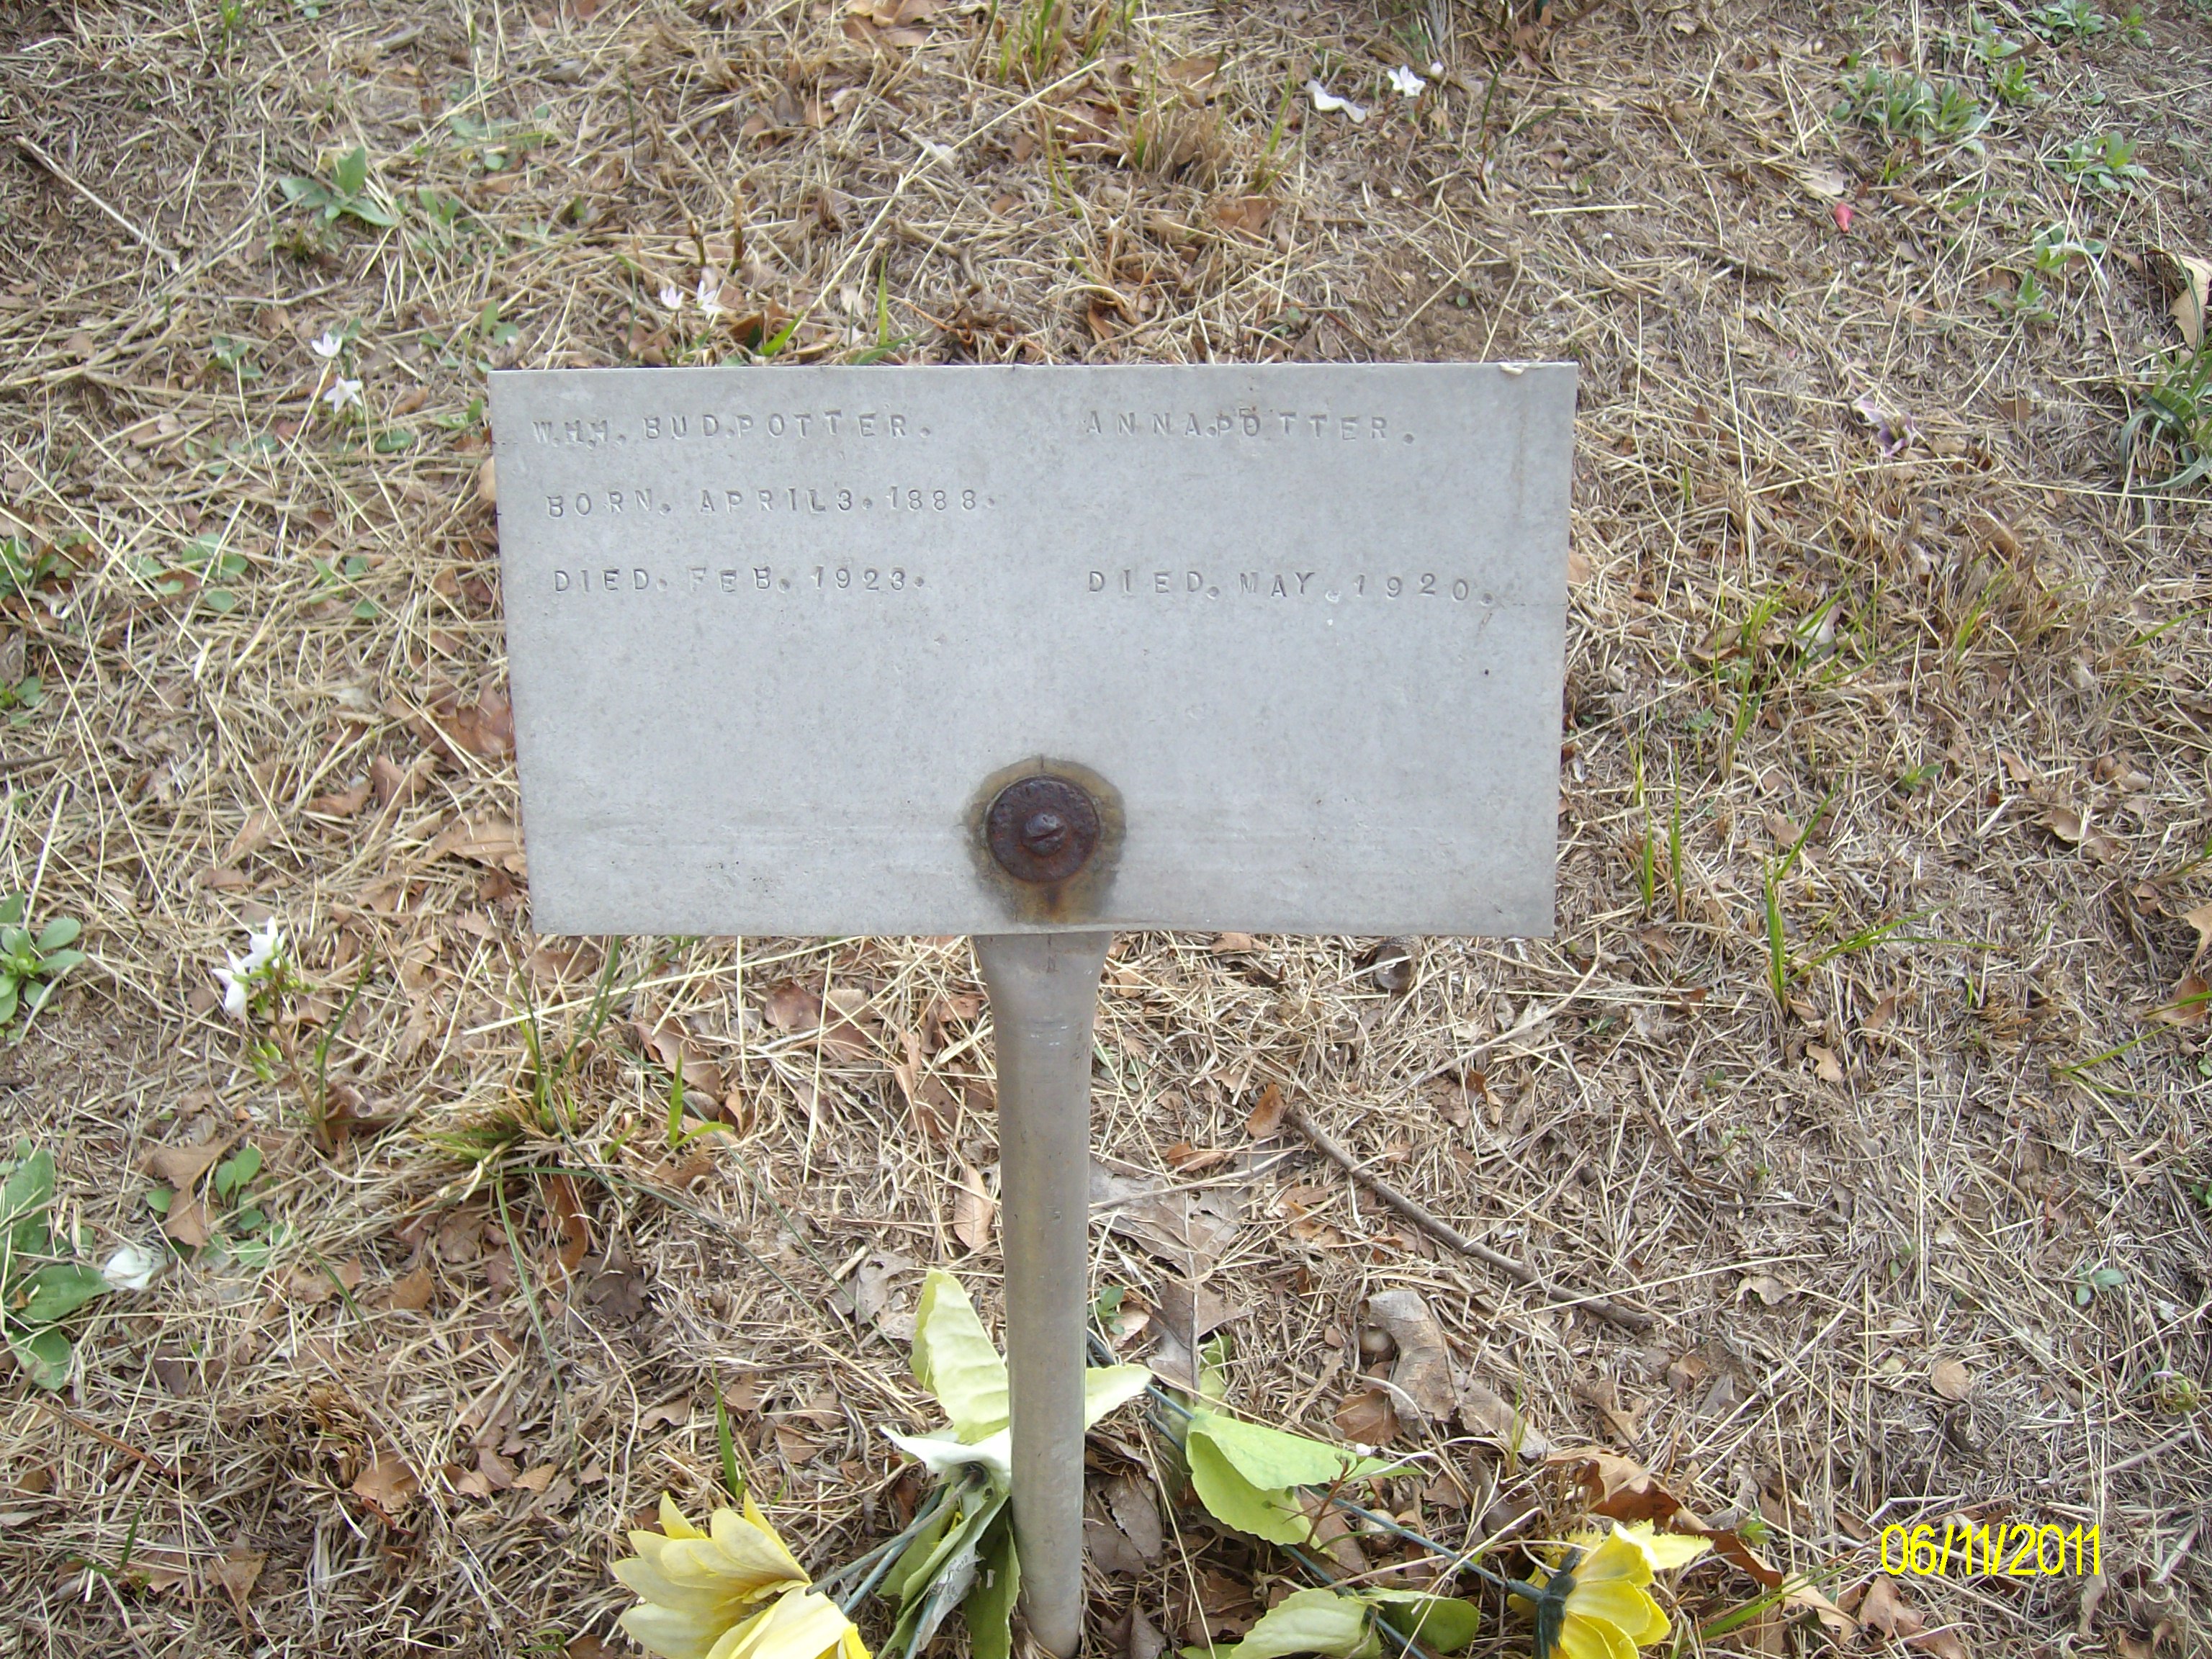 W.H.H. BUD.POTTER. ANNA.POTTER.
BORN. APRIL3.1888.
DIED. FEB. 1923. DIED. MAY.1920.
06/11/2011